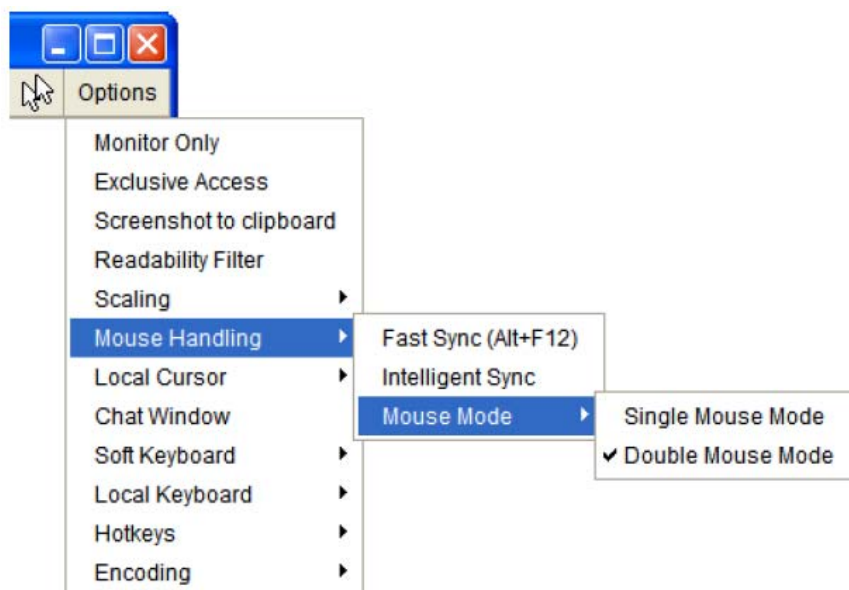 Options
Monitor Only
Exclusive Access
Screenshot to clipboard
Readability Filter
Scaling
Mouse Handling
Local Cursor
Chat Window
Soft Keyboard
Local Keyboard
Hotkeys
Encoding
Fast Sync (Alt+F12)
Intelligent Sync
Mouse Mode
Single Mouse Mode
Double Mouse Mode